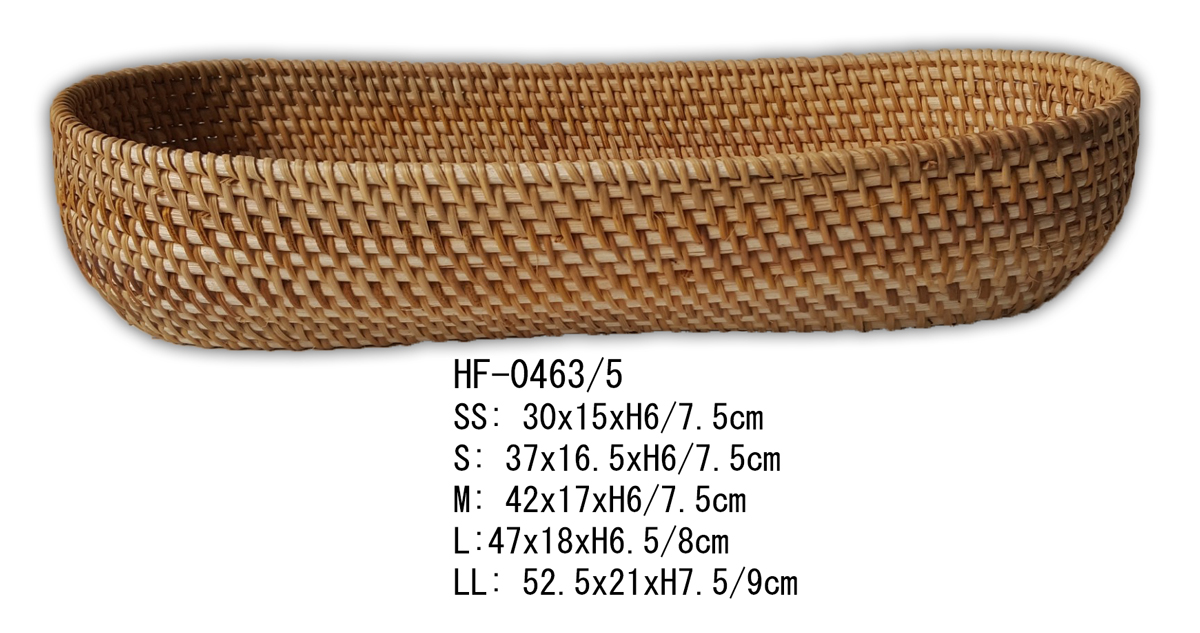 HF-0463/5
SS: 30x15xH6/7.5cm
S: 37x16.5xH6/7.5cm
M: 42x17xH6/7.5cm
L:47x18xH6.5/8cm
LL: 52.5x21xH7.5/9cm